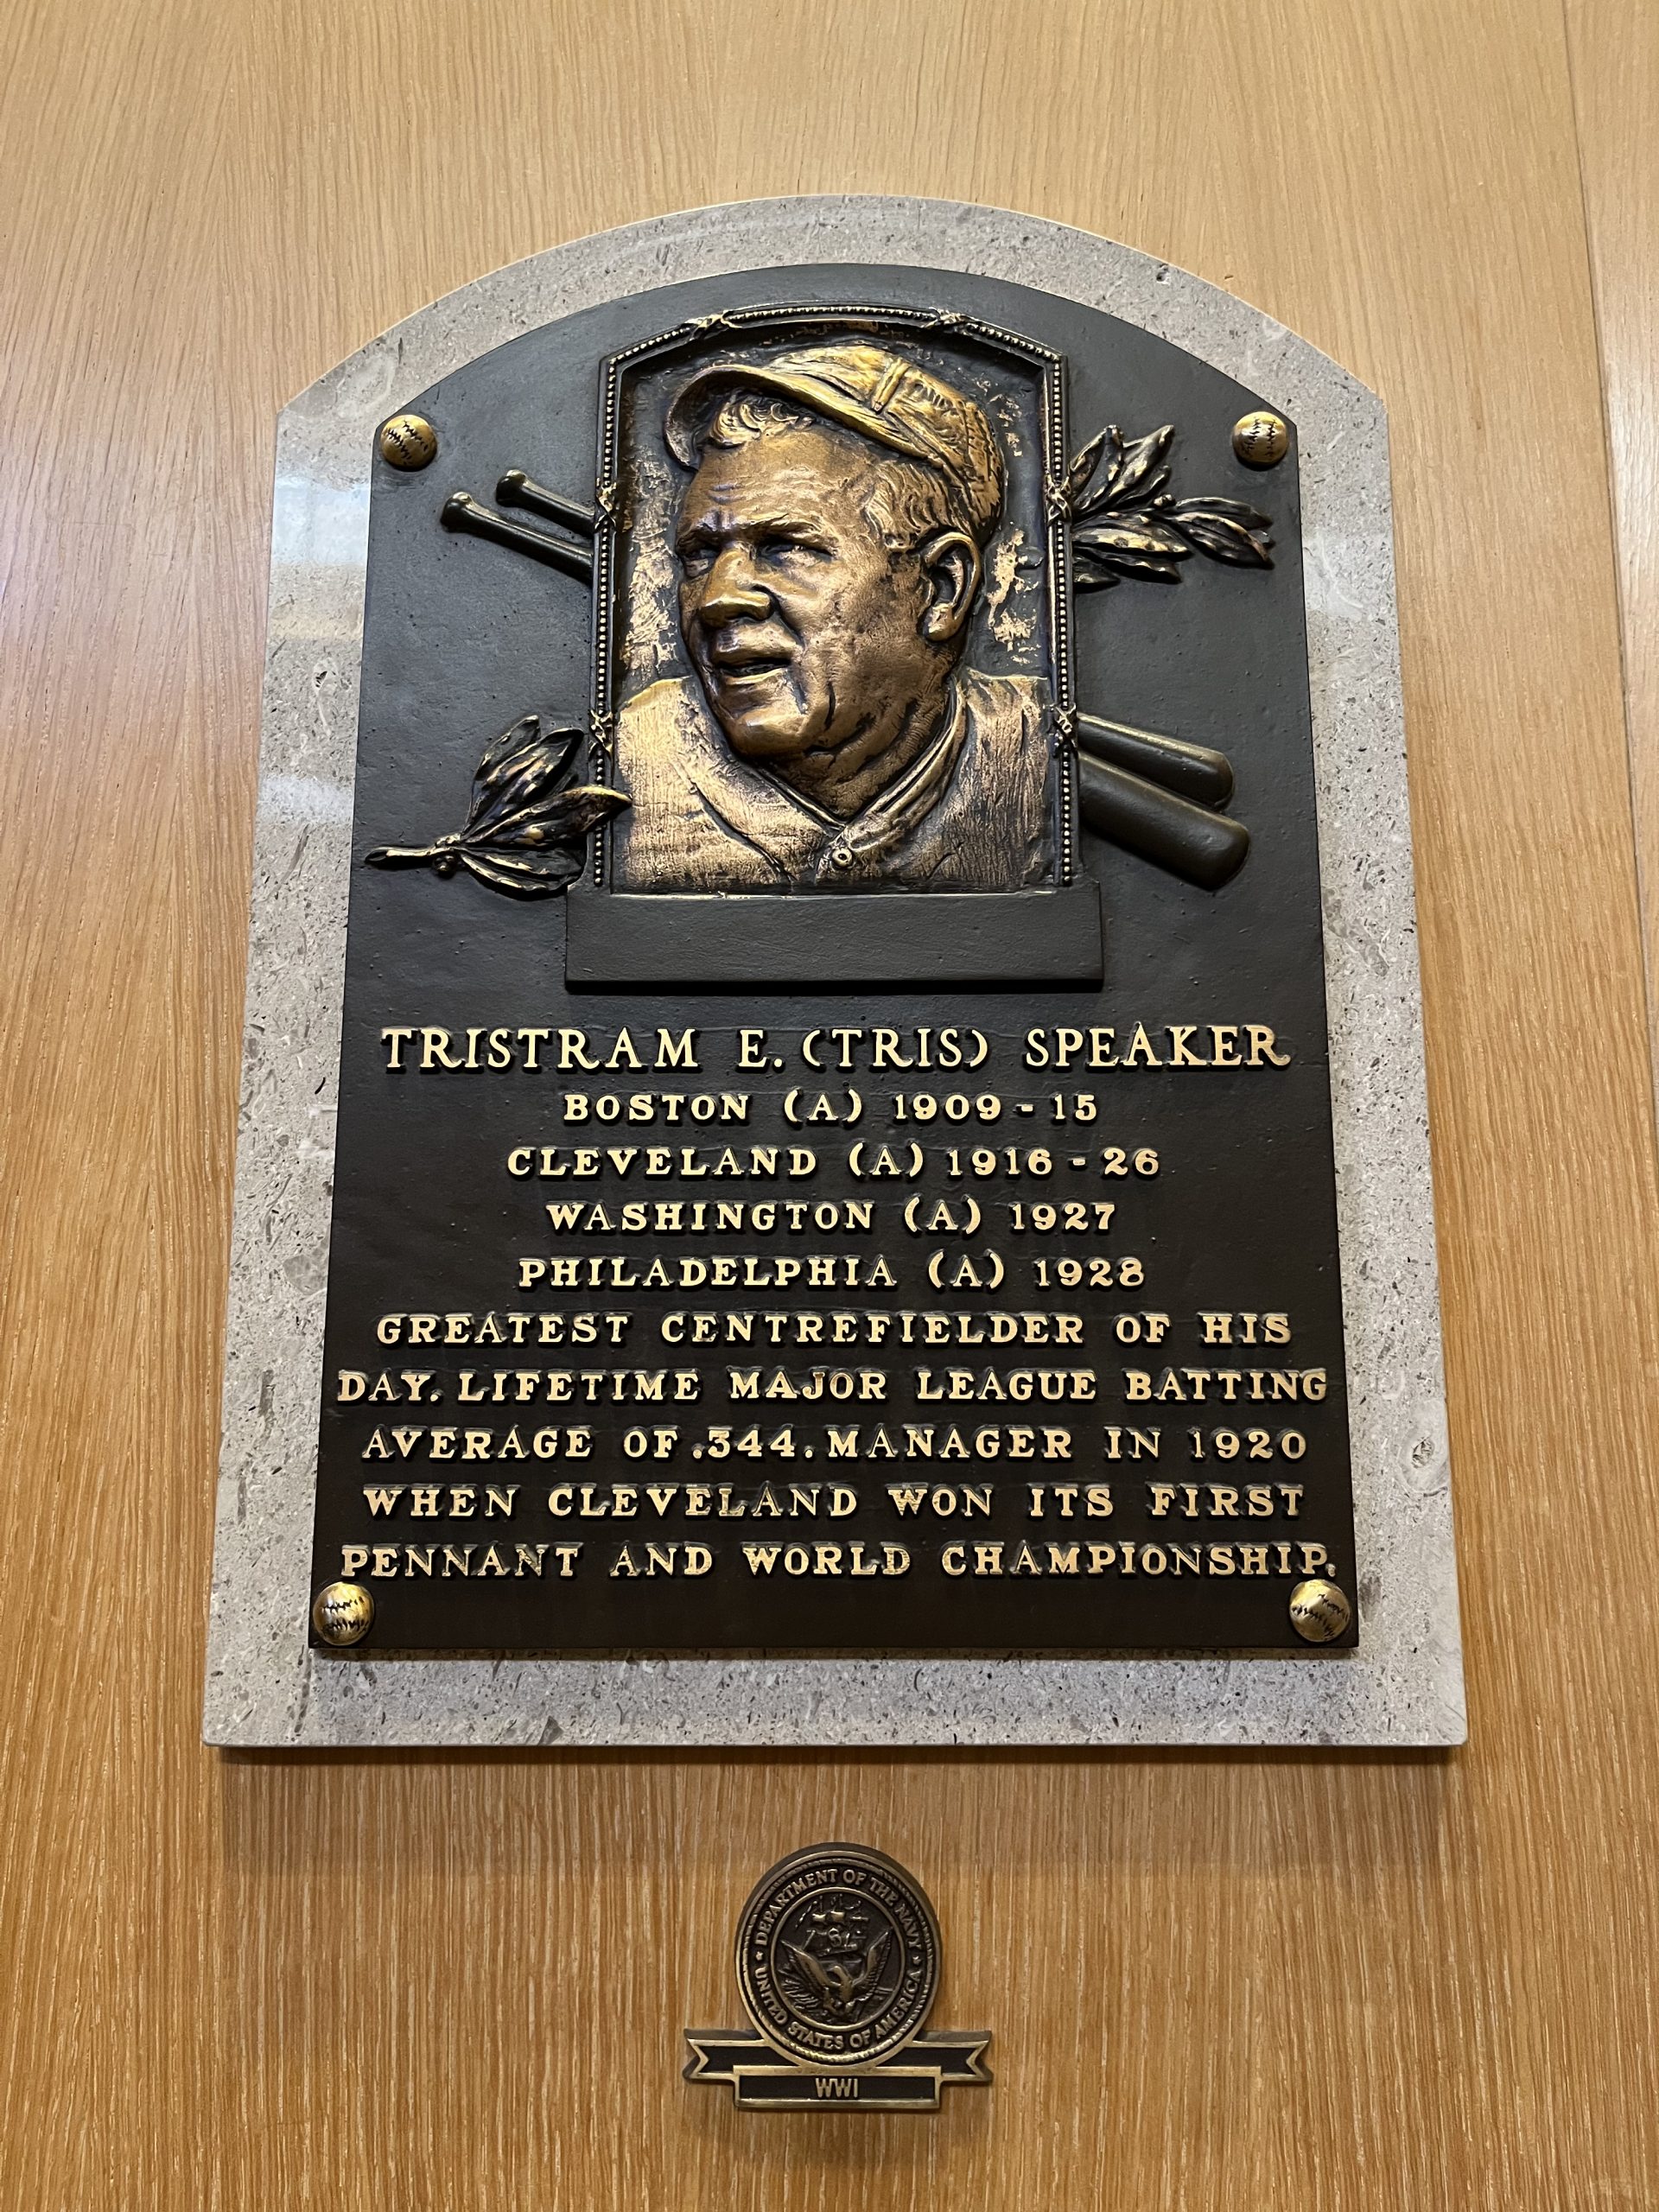 TRISTRAM E. (TRIS) SPEAKER
BOSTON (A) 1909 - 15
CLEVELAND (A) 1916 - 26
WASHINGTON (A) 1927
PHILADELPHIA (A) 1928
GREATEST CENTREFIELDER OF HIS
DAY. LIFETIME MAJOR LEAGUE BATTING
AVERAGE OF .344. MANAGER IN 1920
WHEN CLEVELAND WON ITS FIRST
PENNANT AND WORLD CHAMPIONSHIP.
DEPARTMENT OF THE NAVY
UNITED STATES OF AMERICA
WWI